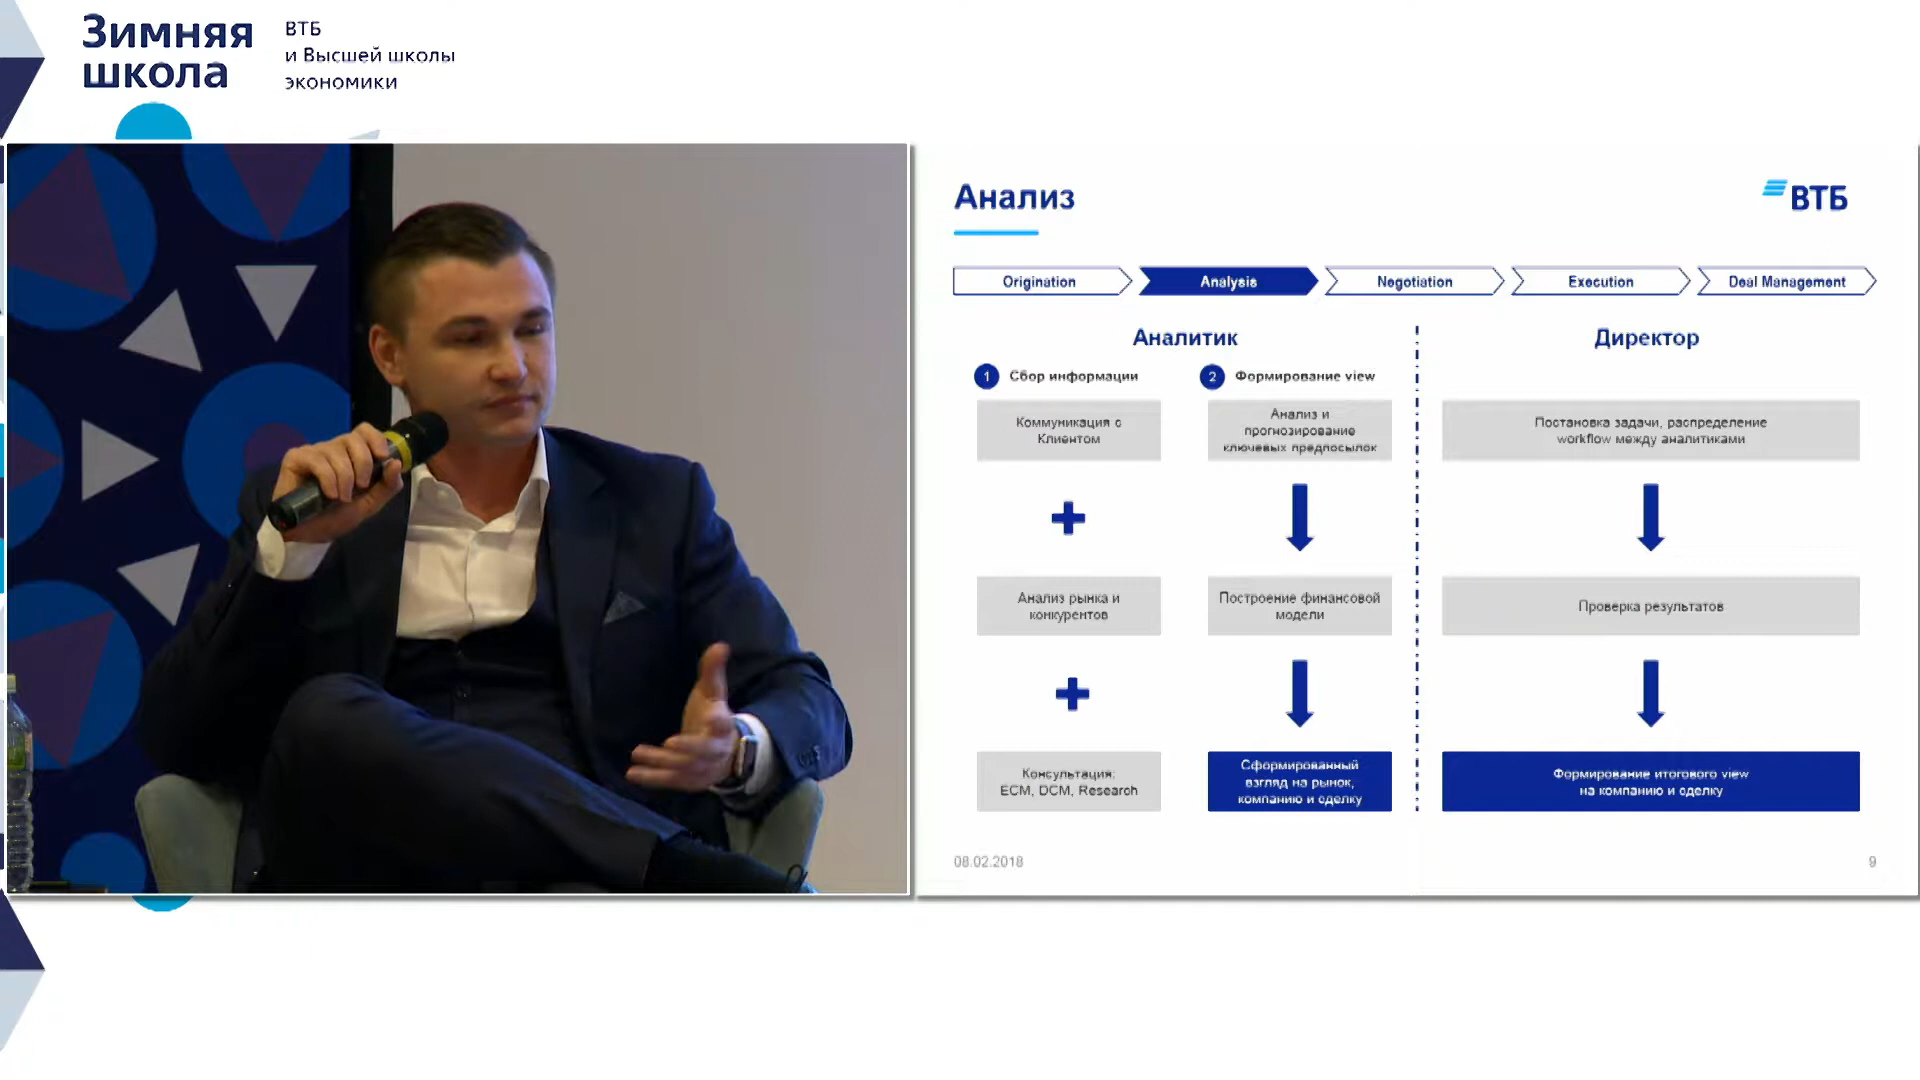 Зимняя
школа
ВТБ
и Высшей школы
экономики
Анализ
ВТБ
Origination
Analysis
Negotiation
Execution
Deal Management
Аналитик
Директор
1 Сбор информации
2 Формирование view
Коммуникация с
Клиентом
Анализ и
прогнозирование
ключевых предпосылок
Постановка задачи, распределение
workflow между аналитиками
Анализ рынка и
конкурентов
Построение финансовой
модели
Проверка результатов
Консультация:
ECM, DCM, Research
Сформированный
взгляд на рынок,
компанию и сделку
Формирование итогового view
на компанию и сделку
08.02.2018
9